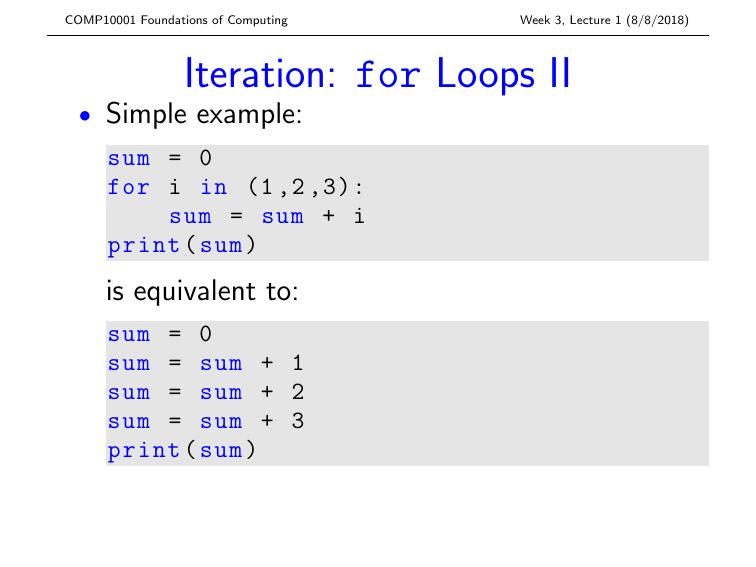 COMP10001 Foundations of Computing Week 3, Lecture 1 (8/8/2018)
Iteration: for Loops II
• Simple example:
sum = 0
for i in (1,2,3):
    sum = sum + i
print(sum)
is equivalent to:
sum = 0
sum = sum + 1
sum = sum + 2
sum = sum + 3
print(sum)